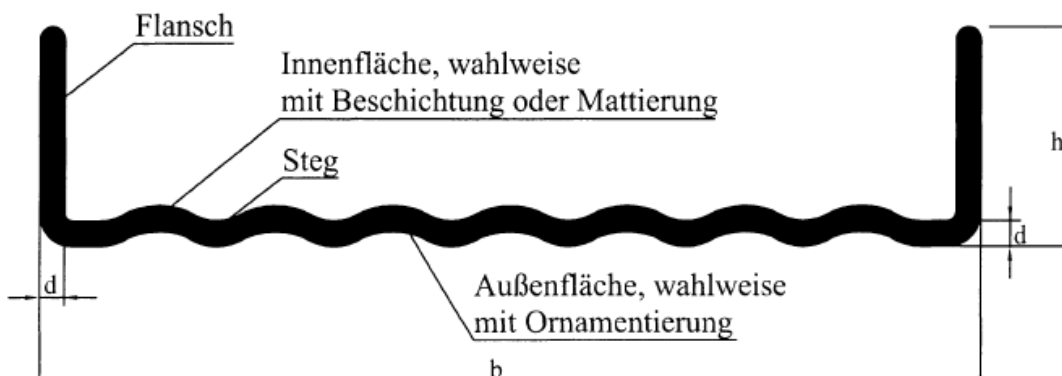 Flansch
Innenfläche, wahlweise
mit Beschichtung oder Mattierung
Steg
h
d
d
Außenfläche, wahlweise
mit Ornamentierung
b